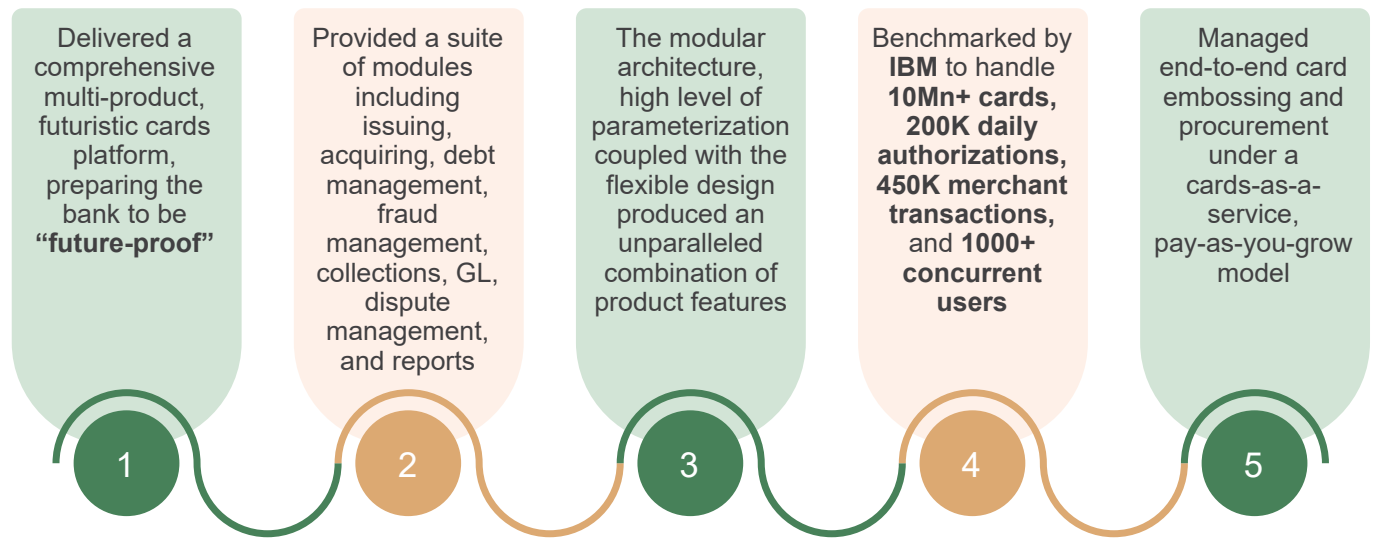 Delivered a
comprehensive
multi-product,
futuristic cards
platform,
preparing the
bank to be
“future-proof”
1
Provided a suite
of modules
including
issuing,
acquiring, debt
management,
fraud
management,
collections, GL,
dispute
management,
and reports
2
The modular
architecture,
high level of
parameterization
coupled with the
flexible design
produced an
unparalleled
combination of
product features
3
Benchmarked by
IBM to handle
10Mn+ cards,
200K daily
authorizations,
450K merchant
transactions,
and 1000+
concurrent
users
4
Managed
end-to-end card
embossing and
procurement
under a
cards-as-a-
service,
pay-as-you-grow
model
5